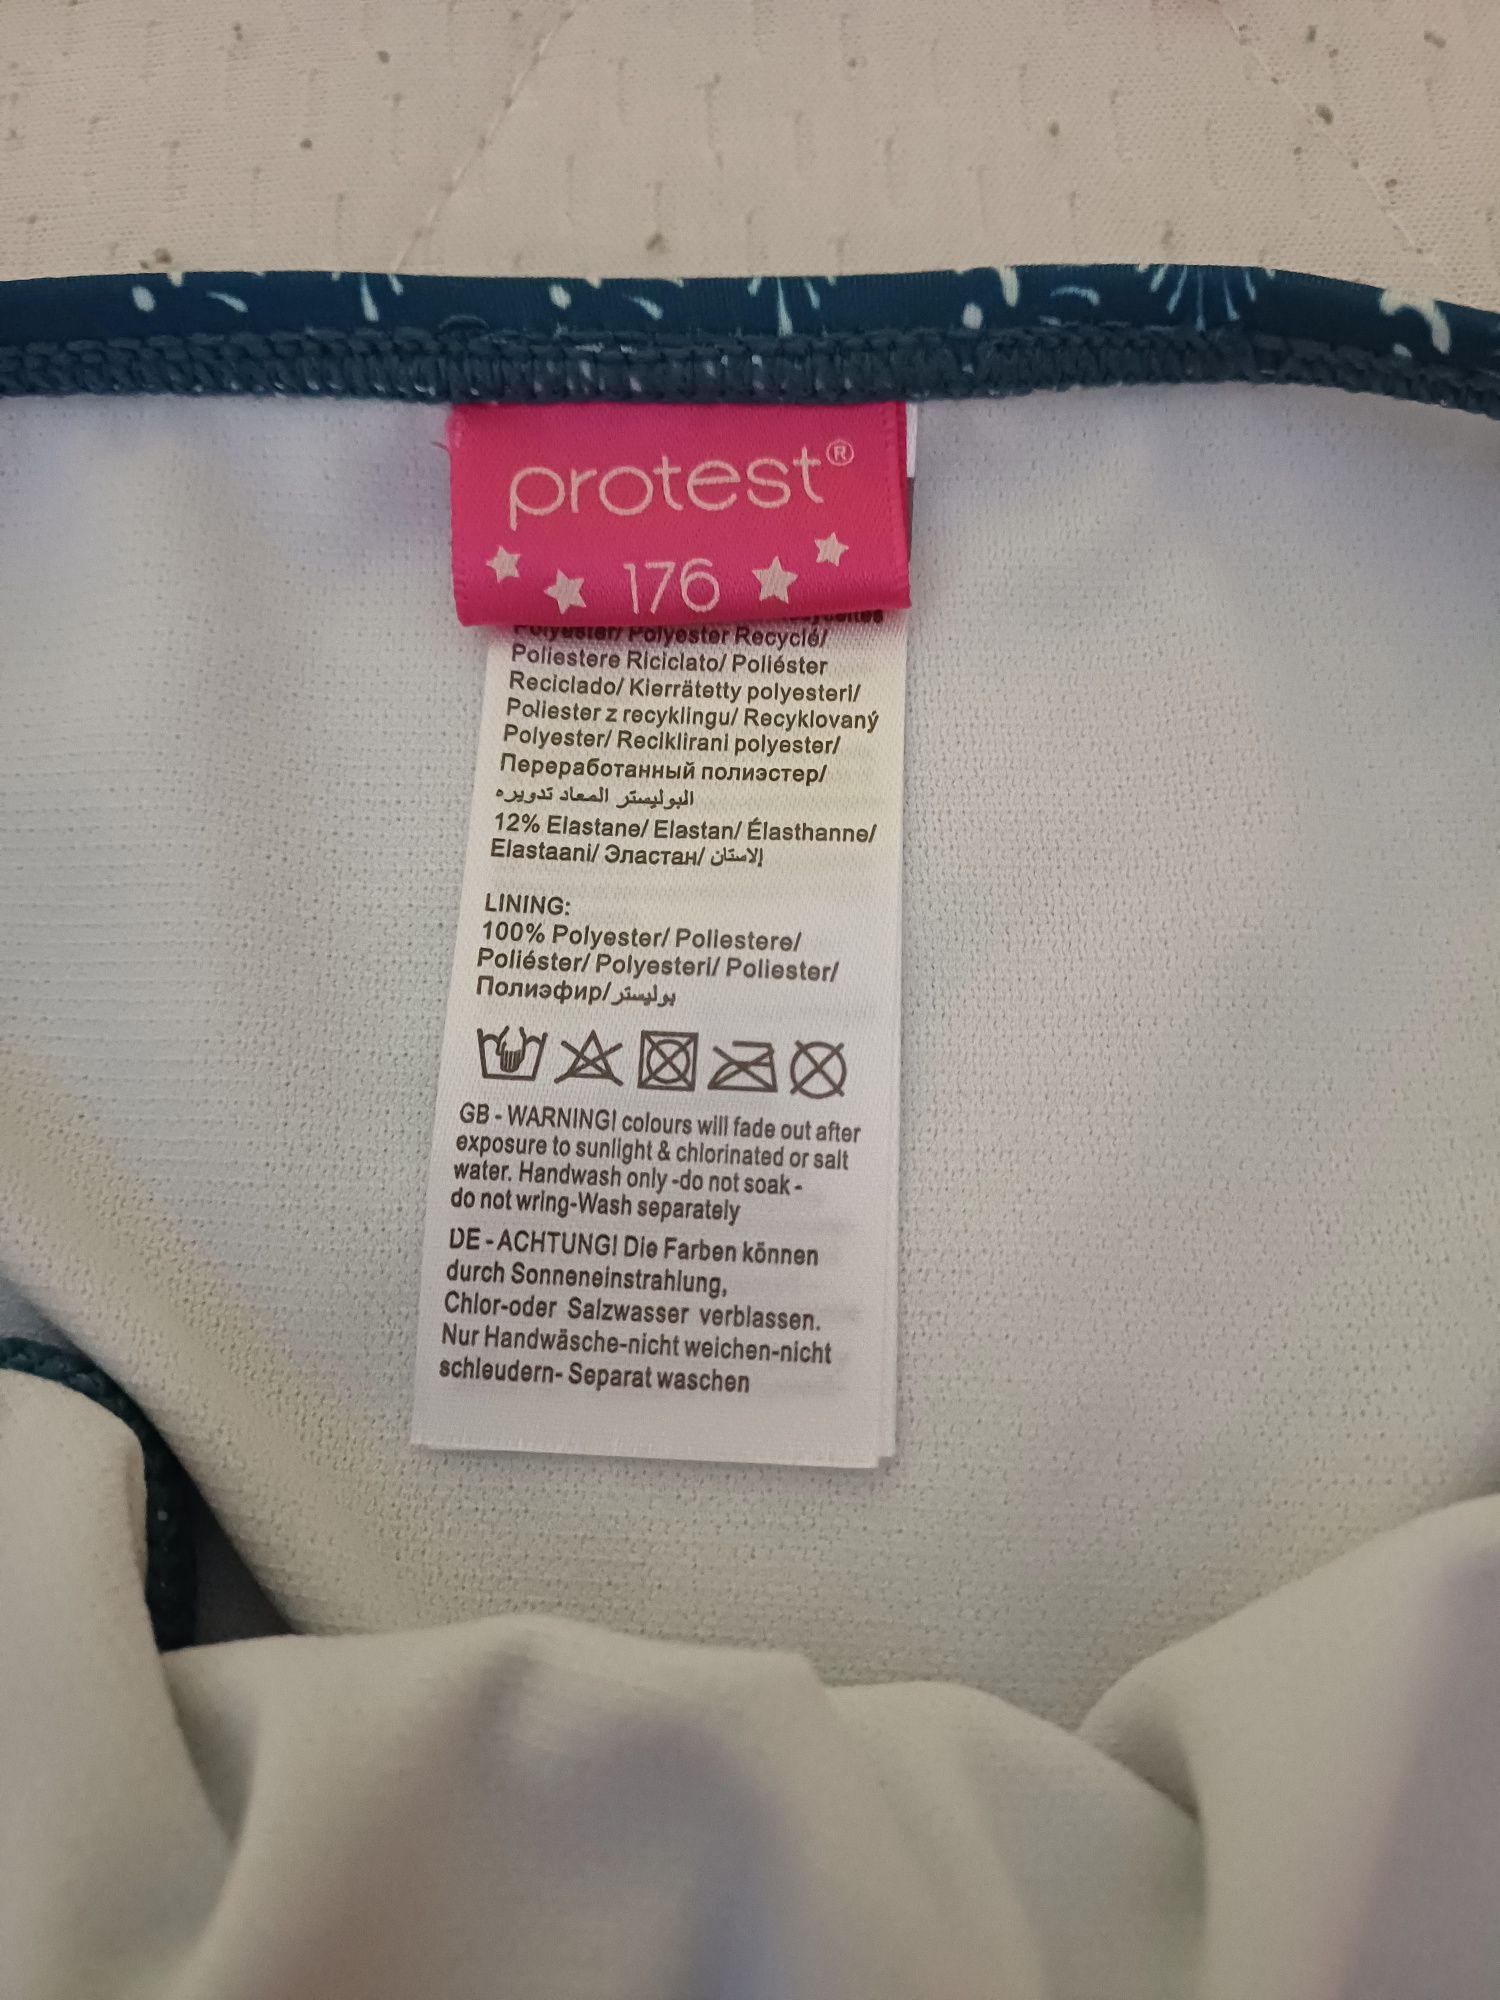 protest®
176
Polyester/ Polyester Recyclé/
Poliestere Riciclato/ Poliéster
Reciclado/ Kierrätetty polyesteri/
Poliester z recyklingu/ Recyklovaný
Polyester/ Reciklirani polyester/
Переработанный полиэстер/
البوليستر المعاد تدويره
12% Elastane/ Elastan/ Élasthanne/
Elastaani/ Эластан/ إلاستان
LINING:
100% Polyester/ Poliestere/
Poliéster/ Polyesteri/ Poliester/
Полиэфир/ بوليستر
GB - WARNING! colours will fade out after
exposure to sunlight & chlorinated or salt
water. Handwash only -do not soak -
do not wring-Wash separately
DE - ACHTUNG! Die Farben können
durch Sonneneinstrahlung,
Chlor-oder Salzwasser verblassen.
Nur Handwäsche-nicht weichen-nicht
schleudern- Separat waschen